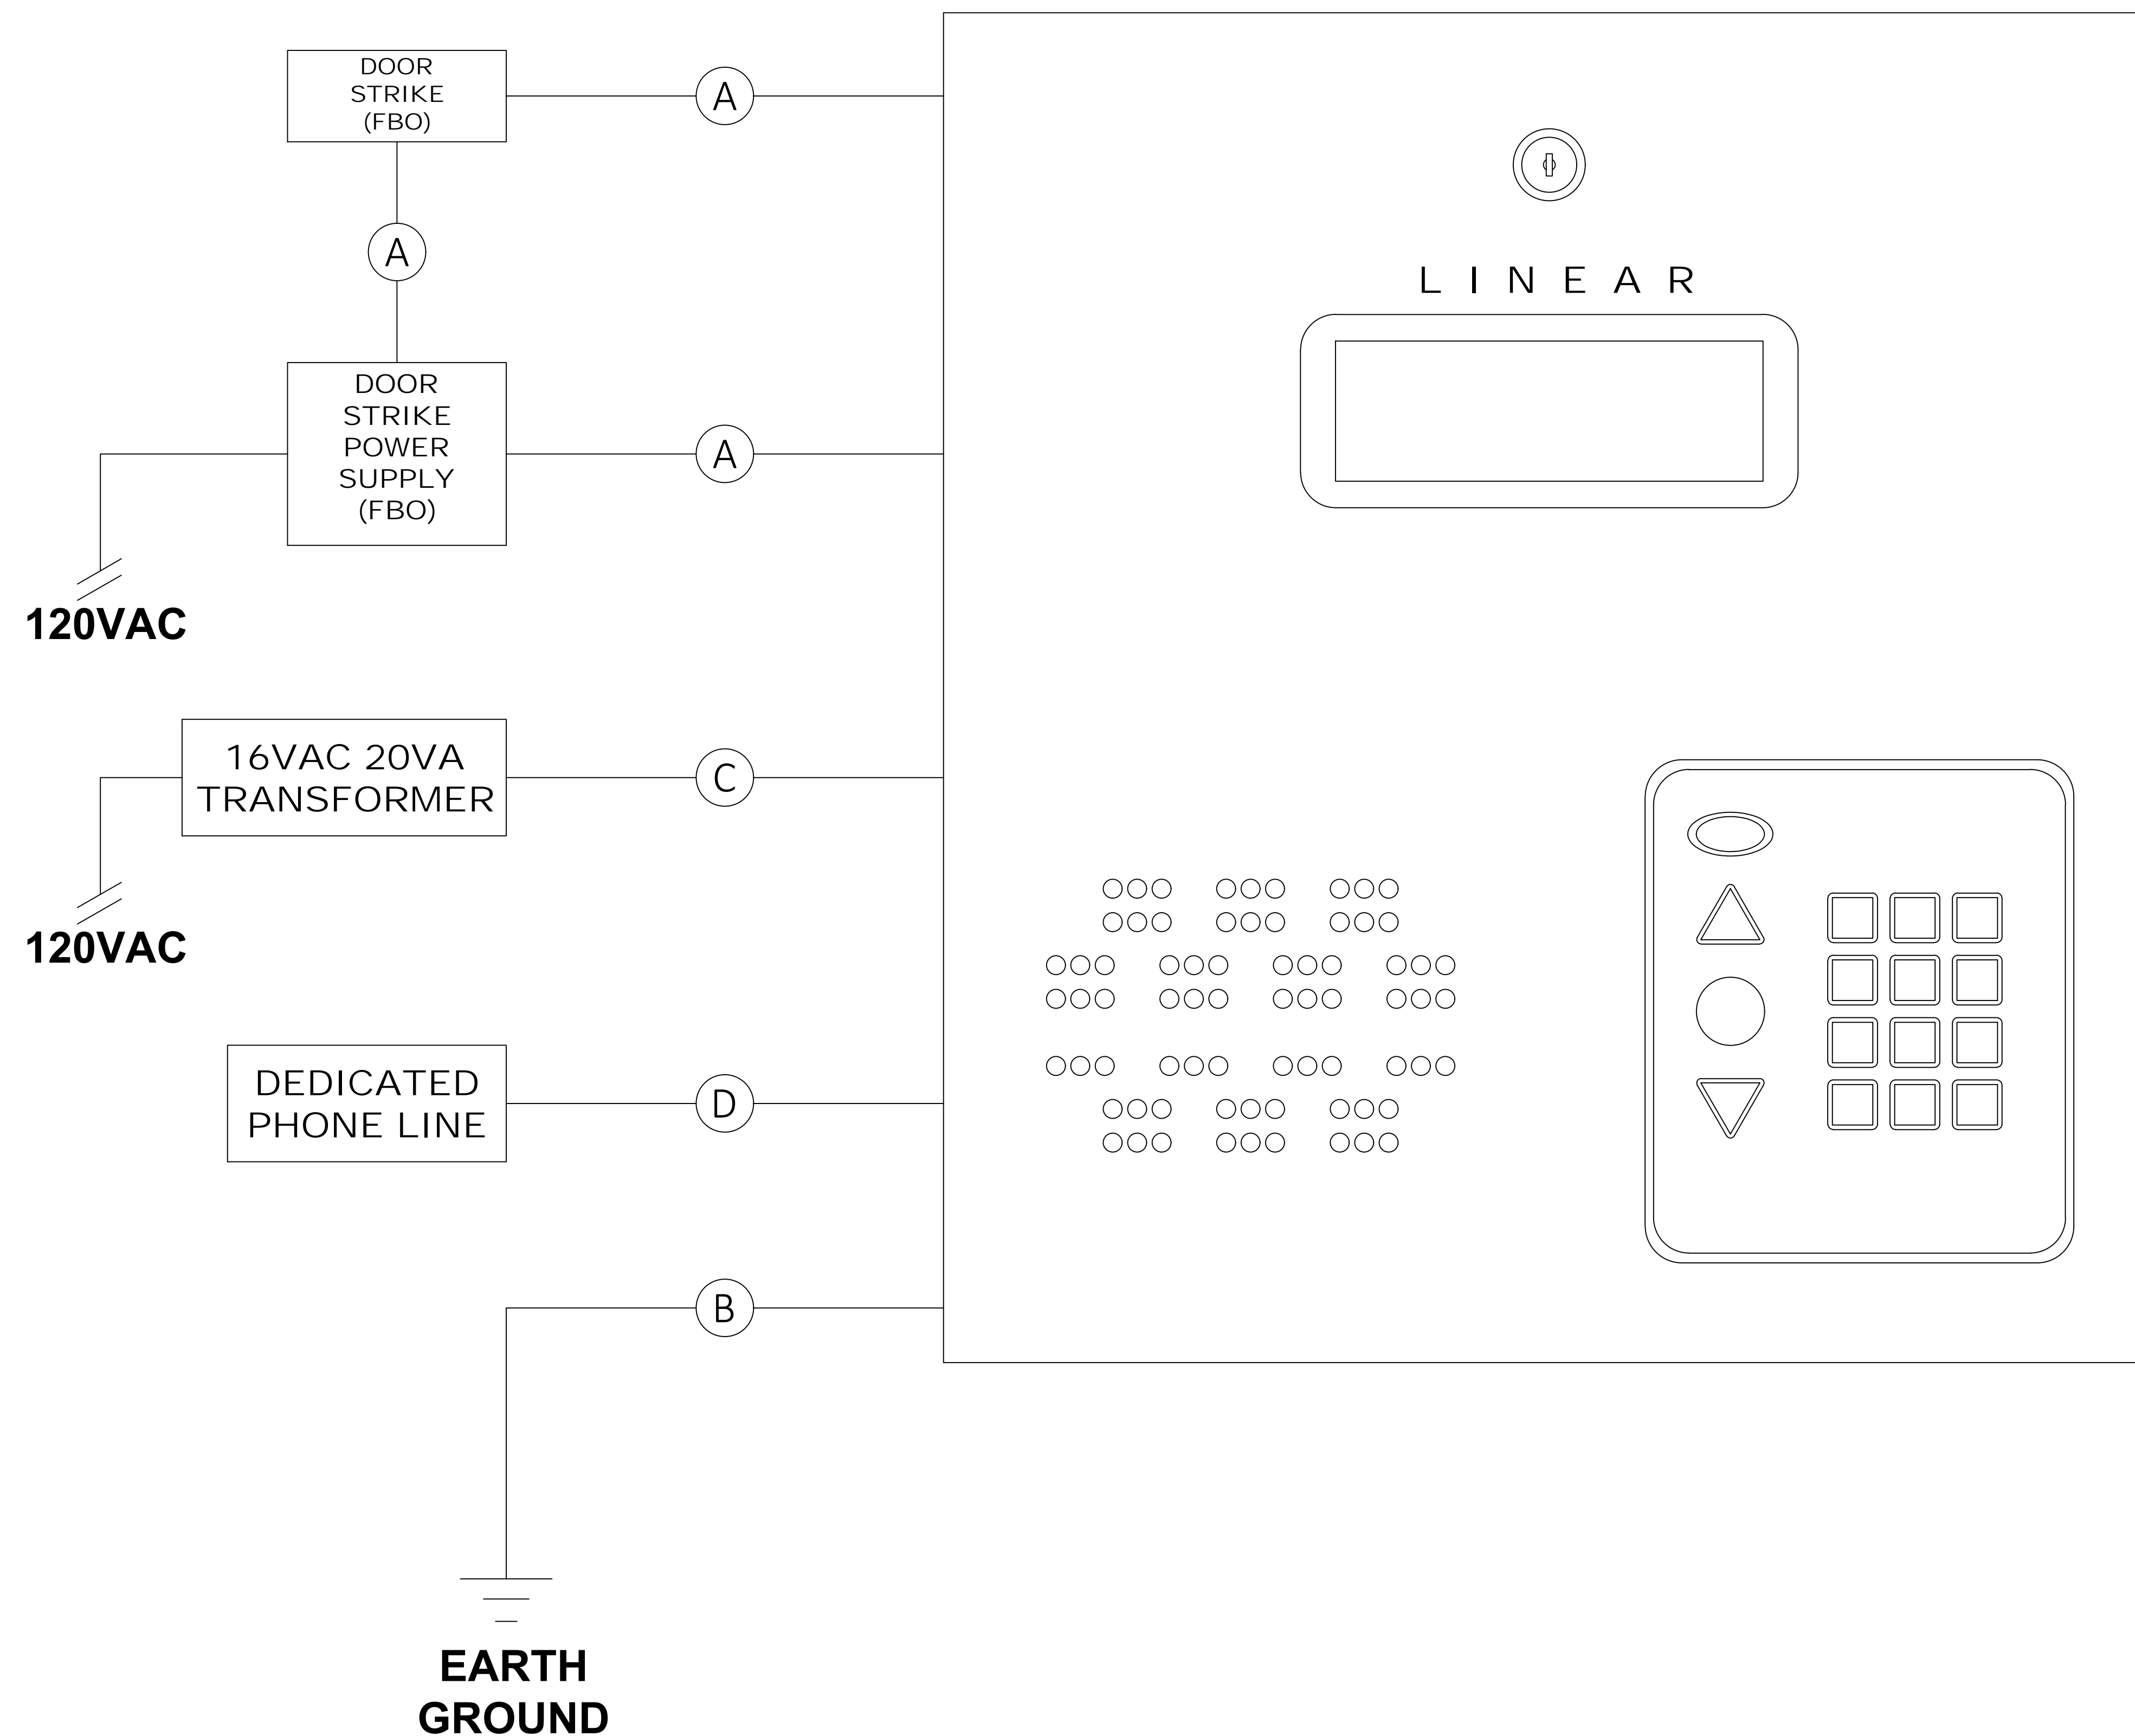 DOOR
STRIKE
(FBO)
A
A
DOOR
STRIKE
POWER
SUPPLY
(FBO)
A
120VAC
16VAC 20VA
TRANSFORMER
C
120VAC
DEDICATED
PHONE LINE
D
B
EARTH
GROUND
LINEAR